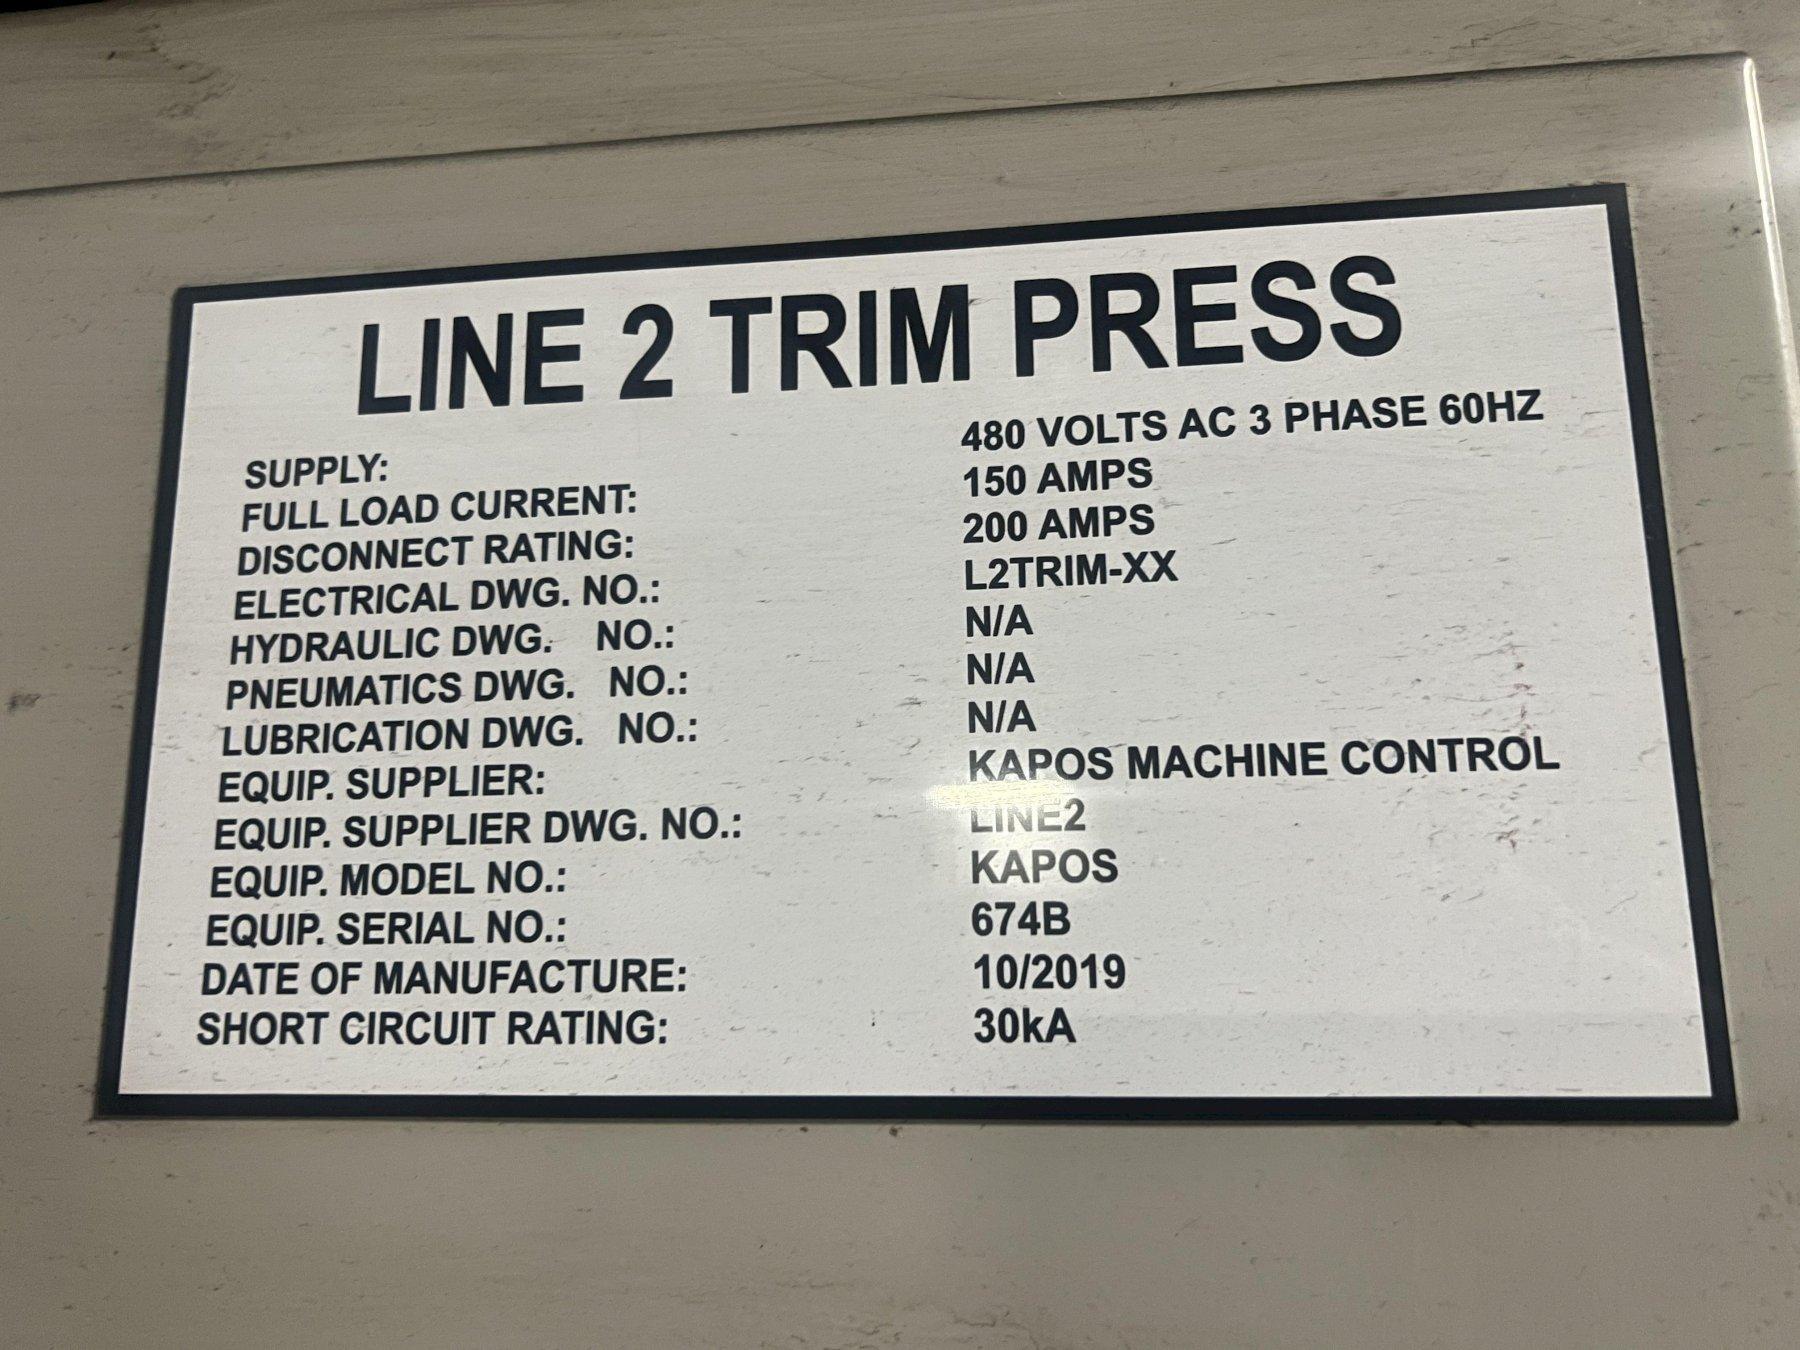 LINE 2 TRIM PRESS
SUPPLY: 480 VOLTS AC 3 PHASE 60HZ
FULL LOAD CURRENT: 150 AMPS
DISCONNECT RATING: 200 AMPS
ELECTRICAL DWG. NO.: L2TRIM-XX
HYDRAULIC DWG. NO.: N/A
PNEUMATICS DWG. NO.: N/A
LUBRICATION DWG. NO.: N/A
EQUIP. SUPPLIER: KAPOS MACHINE CONTROL
EQUIP. SUPPLIER DWG. NO.: LINE2
EQUIP. MODEL NO.: KAPOS
EQUIP. SERIAL NO.: 674B
DATE OF MANUFACTURE: 10/2019
SHORT CIRCUIT RATING: 30kA